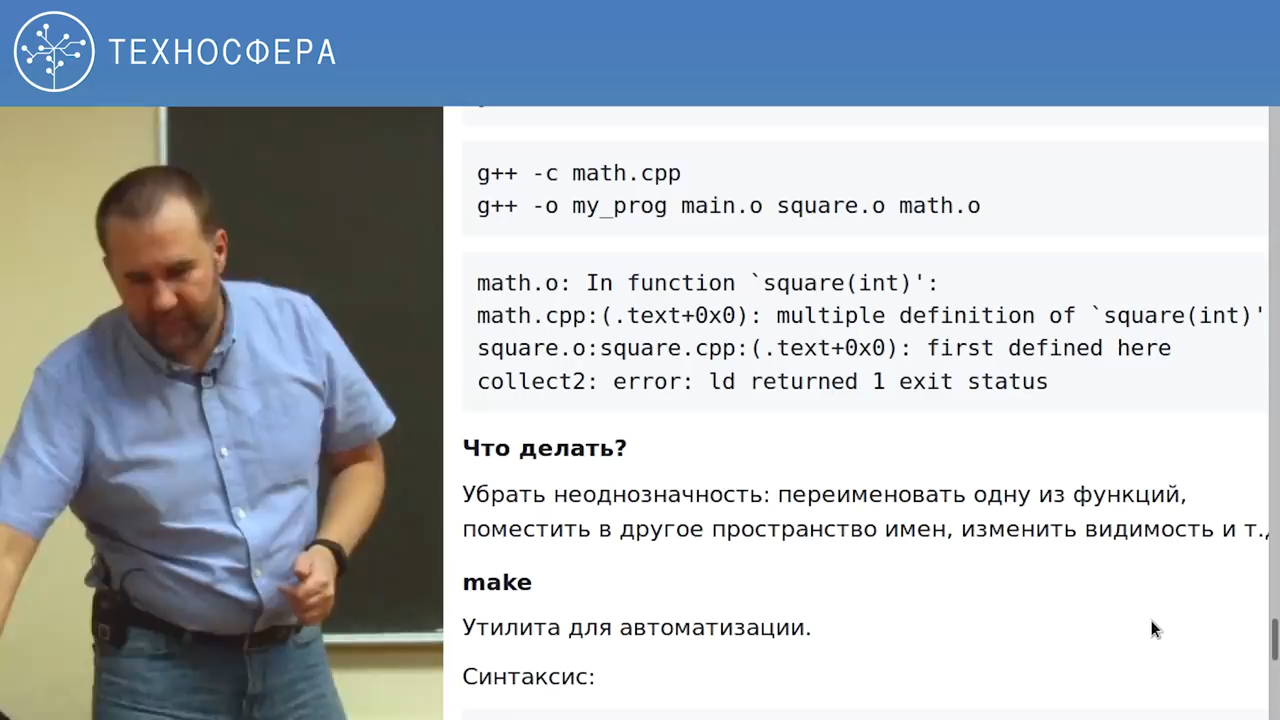 ТЕХНОСФЕРА
g++ -c math.cpp
g++ -o my_prog main.o square.o math.o
math.o: In function `square(int)':
math.cpp:(.text+0x0): multiple definition of `square(int)'
square.o:square.cpp:(.text+0x0): first defined here
collect2: error: ld returned 1 exit status
Что делать?
Убрать неоднозначность: переименовать одну из функций,
поместить в другое пространство имен, изменить видимость и т.д
make
Утилита для автоматизации.
Синтаксис: